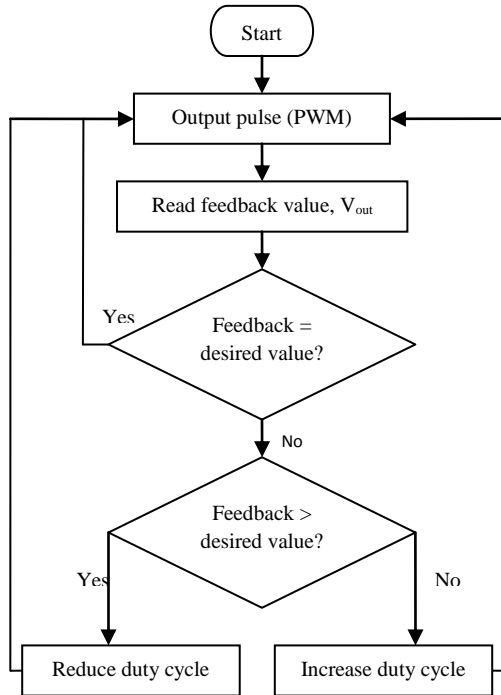 Start
Output pulse (PWM)
Read feedback value, Vout
Yes
Feedback =
desired value?
No
Feedback >
desired value?
Yes
No
Reduce duty cycle
Increase duty cycle